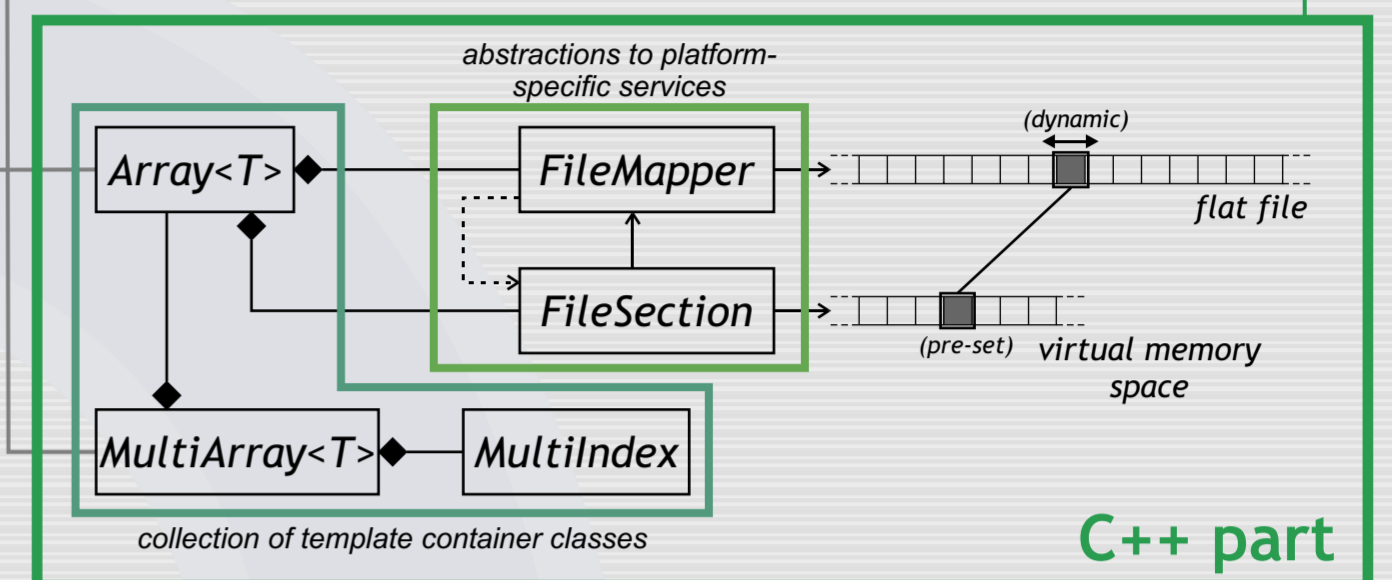 abstractions to platform-
specific services
Array<T>
FileMapper
(dynamic)
flat file
FileSection
(pre-set)
virtual memory
space
MultiArray<T>
MultiIndex
collection of template container classes
C++ part